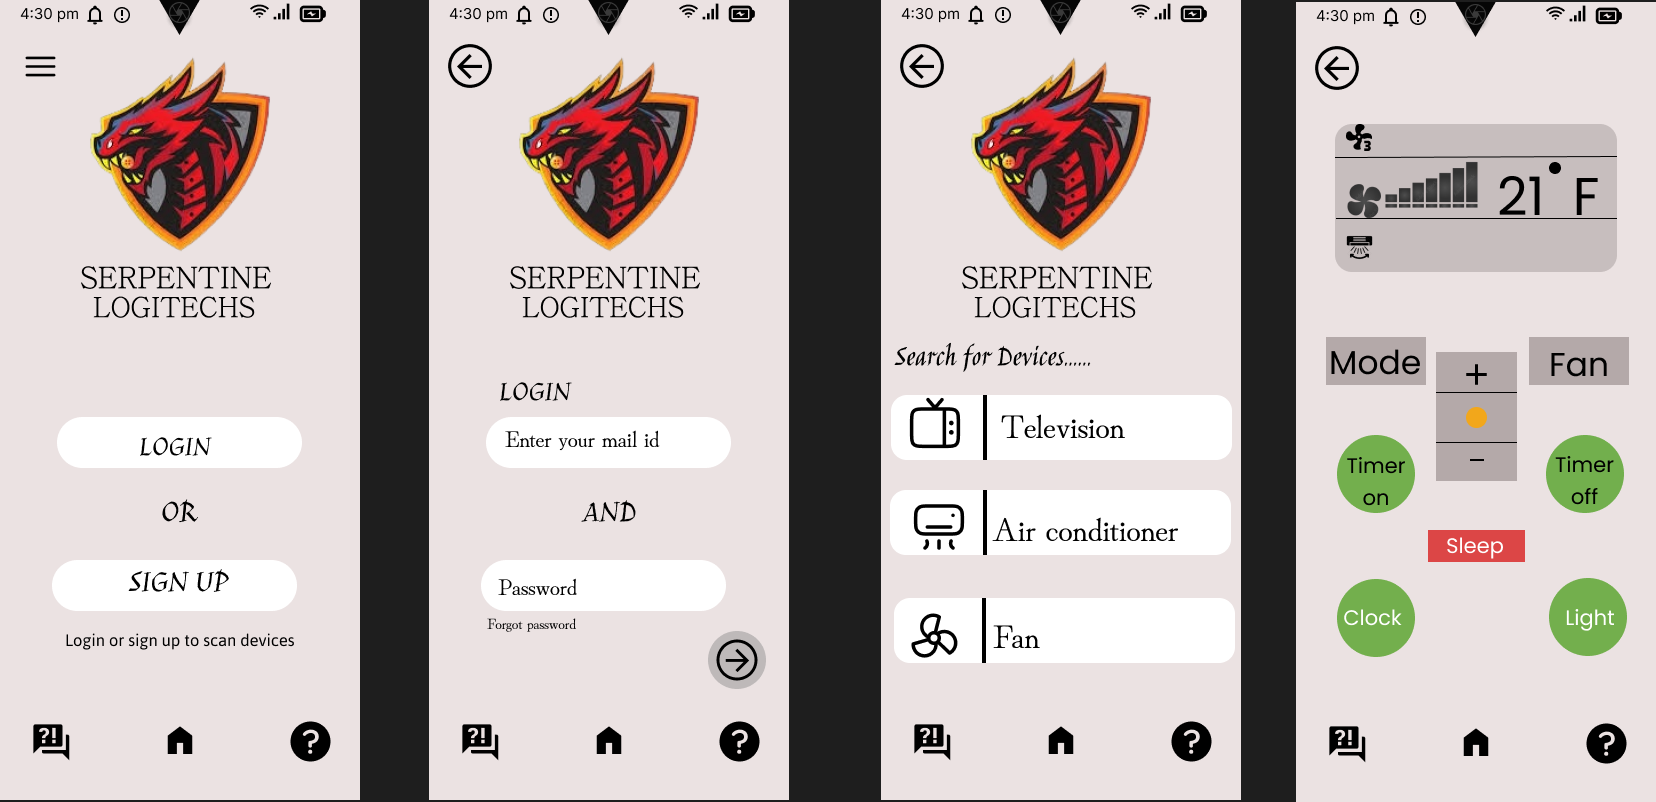 4:30 pm
SERPENTINE
LOGITECHS
LOGIN
OR
SIGN UP
Login or sign up to scan devices
?!
?
4:30 pm
SERPENTINE
LOGITECHS
LOGIN
Enter your mail id
AND
Password
Forgot password
?!
?
4:30 pm
SERPENTINE
LOGITECHS
Search for Devices......
Television
Air conditioner
Fan
?!
?
4:30 pm
3
21° F
Mode
+
Fan
−
Timer
on
Timer
off
Sleep
Clock
Light
?!
?